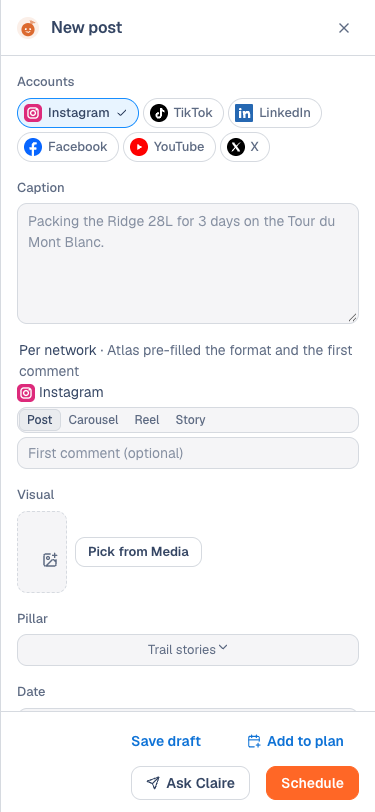 New post
Accounts
Instagram
TikTok
LinkedIn
Facebook
YouTube
X
Caption
Packing the Ridge 28L for 3 days on the Tour du
Mont Blanc.
Per network · Atlas pre-filled the format and the first
comment
Instagram
Post Carousel Reel Story
First comment (optional)
Visual
Pick from Media
Pillar
Trail stories
Date
Save draft
Add to plan
Ask Claire
Schedule